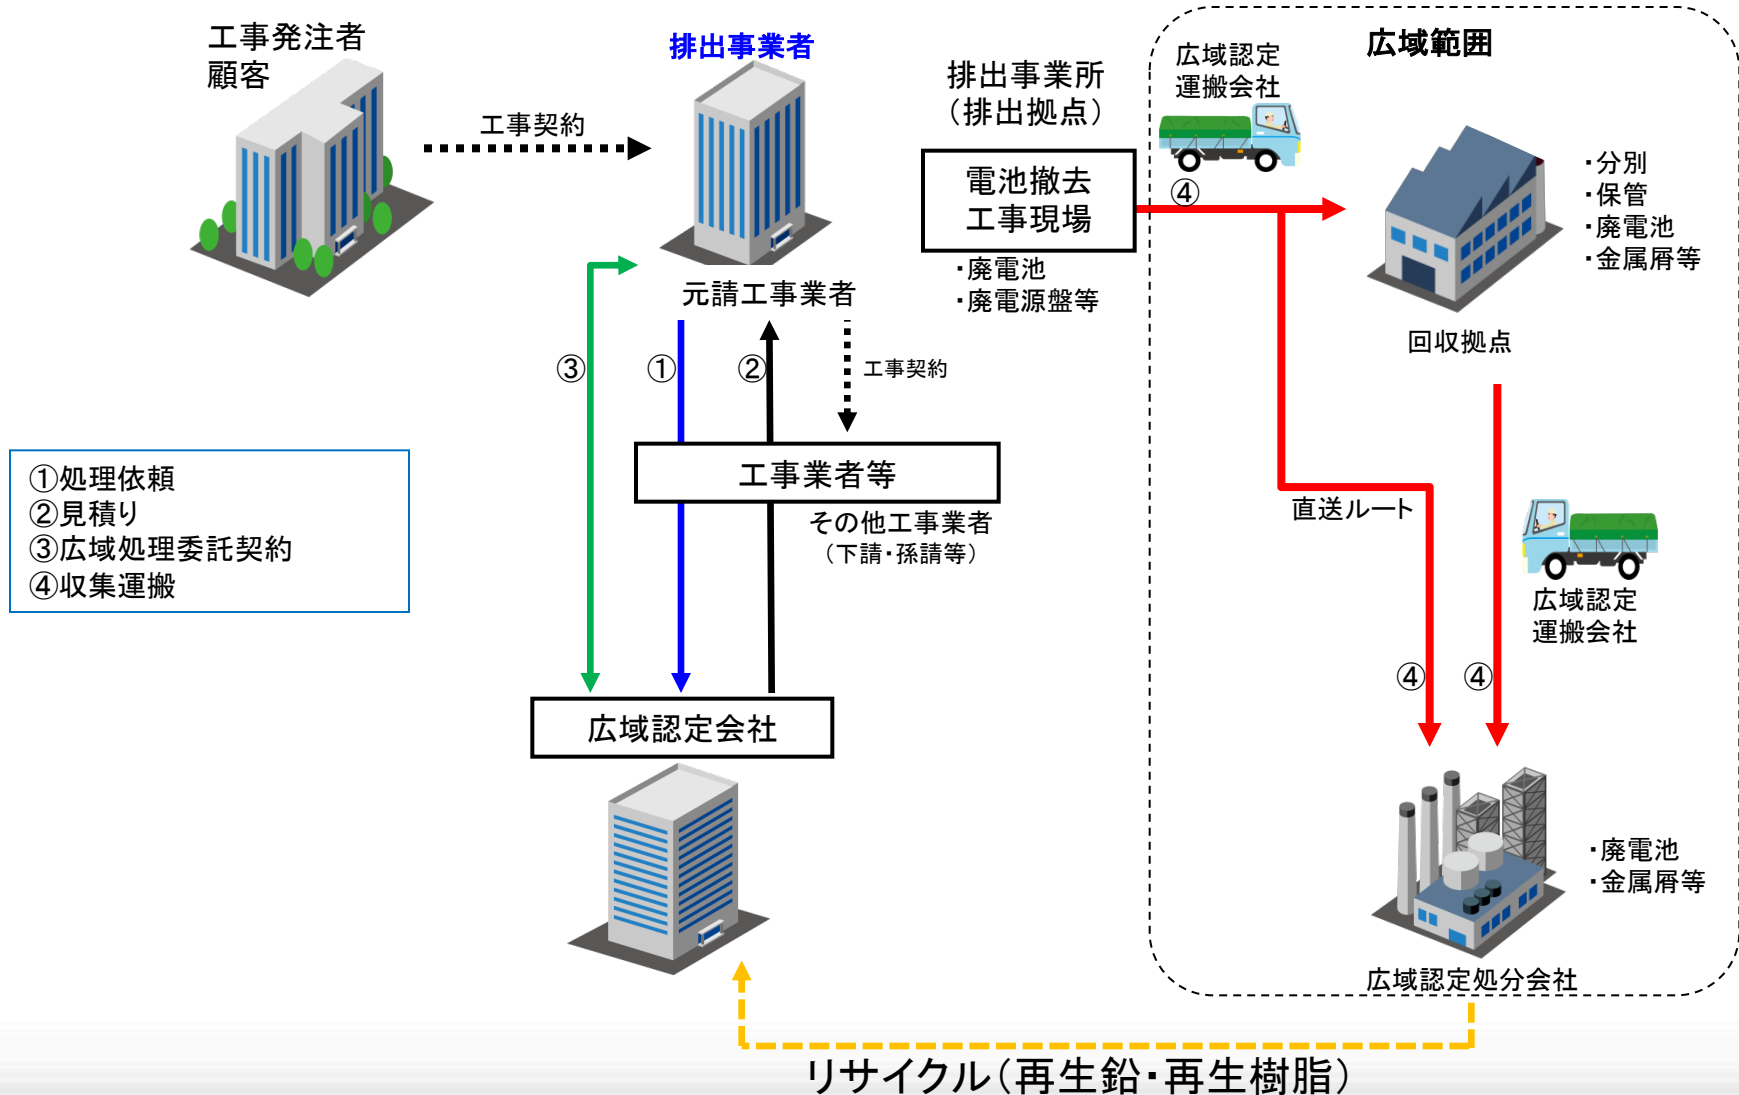 工事発注者
顧客
工事契約
排出事業者
元請工事業者
排出事業所
（排出拠点）
電池撤去
工事現場
・廃電池
・廃電源盤等
広域範囲
広域認定
運搬会社
④
・分別
・保管
・廃電池
・金属屑等
回収拠点
③
①
②
工事契約
工事業者等
その他工事業者
（下請・孫請等）
①処理依頼
②見積り
③広域処理委託契約
④収集運搬
直送ルート
広域認定
運搬会社
④
④
広域認定会社
・廃電池
・金属屑等
広域認定処分会社
リサイクル（再生鉛・再生樹脂）